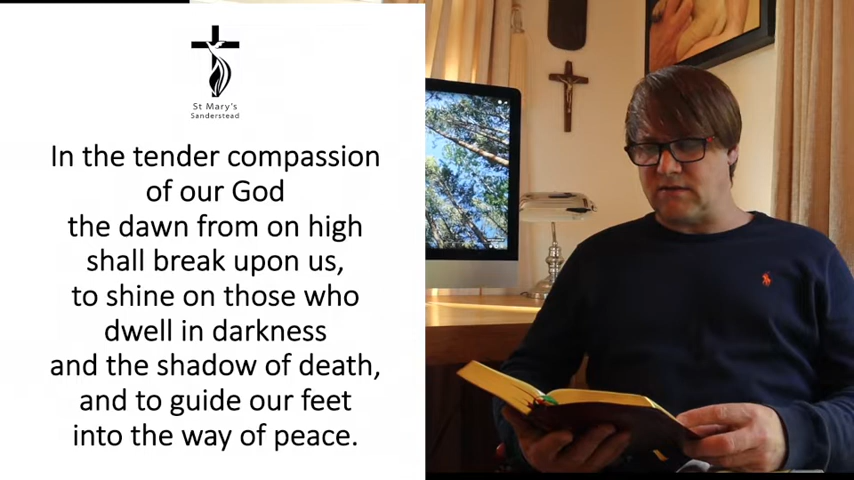 St Mary's
Sanderstead
In the tender compassion
of our God
the dawn from on high
shall break upon us,
to shine on those who
dwell in darkness
and the shadow of death,
and to guide our feet
into the way of peace.